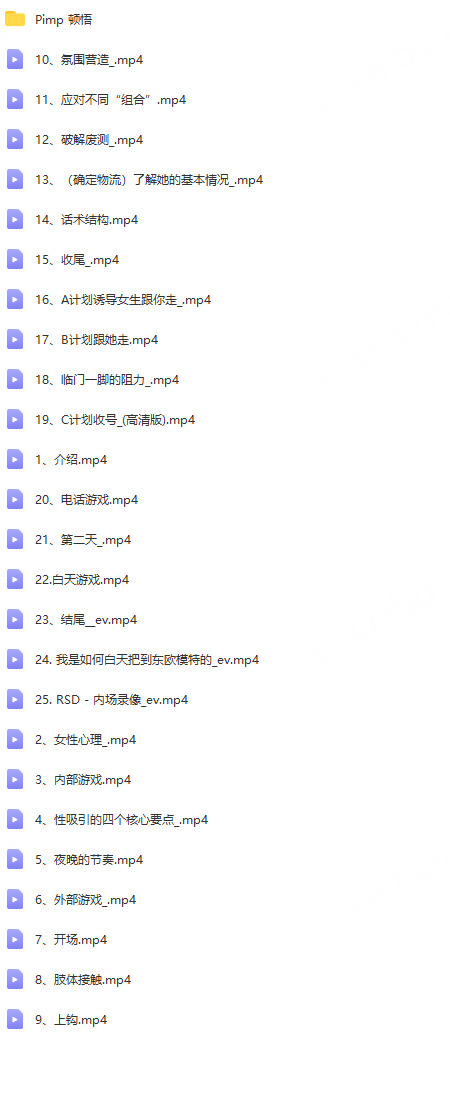 Pimp 顿悟
10、氛围营造_.mp4
11、应对不同“组合”.mp4
12、破解废测_.mp4
13、（确定物流）了解她的基本情况_.mp4
14、话术结构.mp4
15、收尾_.mp4
16、A计划诱导女生跟你走_.mp4
17、B计划跟她走.mp4
18、临门一脚的阻力_.mp4
19、C计划收号_(高清版).mp4
1、介绍.mp4
20、电话游戏.mp4
21、第二天_.mp4
22.白天游戏.mp4
23、结尾__ev.mp4
24. 我是如何白天把到东欧模特的_ev.mp4
25. RSD - 内场录像_ev.mp4
2、女性心理_.mp4
3、内部游戏.mp4
4、性吸引的四个核心要点_.mp4
5、夜晚的节奏.mp4
6、外部游戏_.mp4
7、开场.mp4
8、肢体接触.mp4
9、上钩.mp4